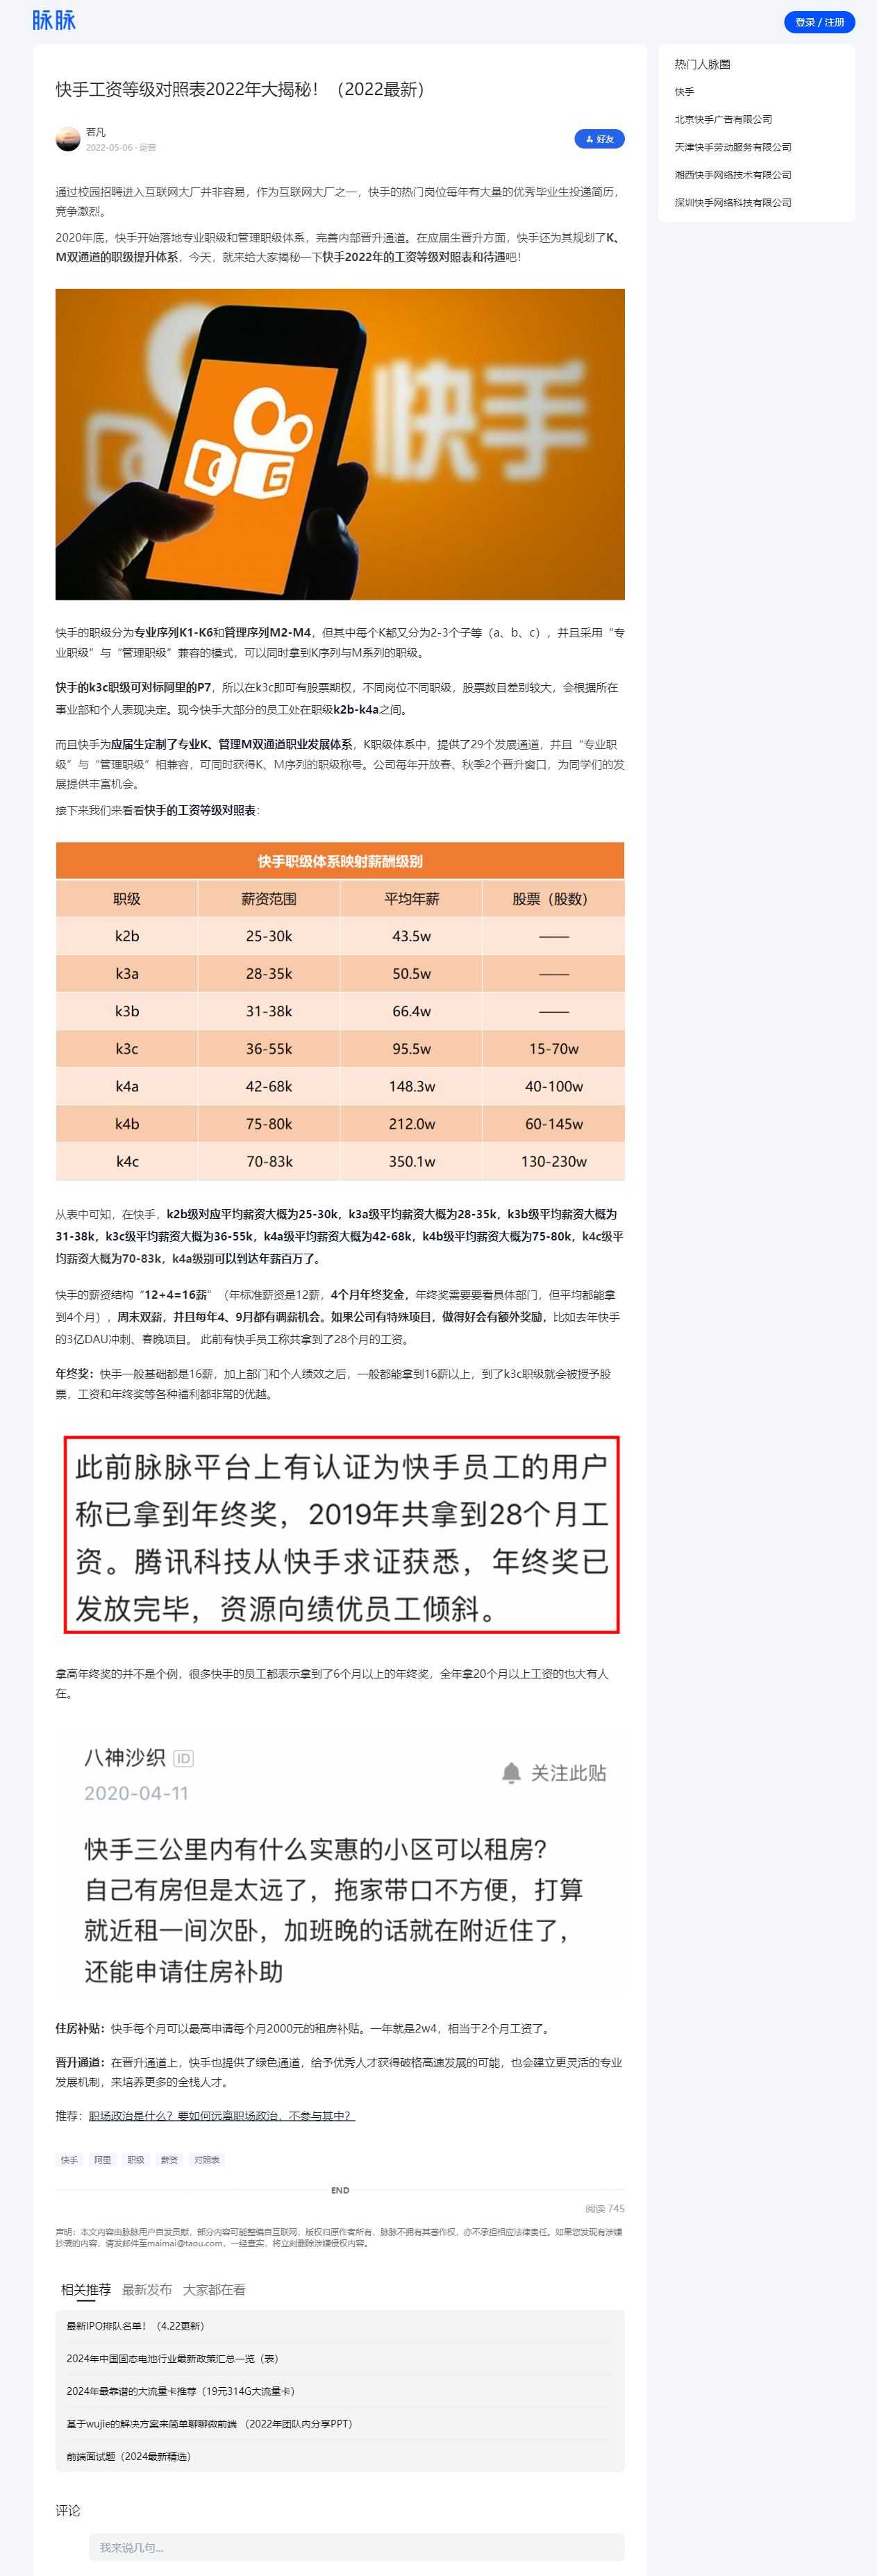 脉脉
登录 / 注册
快手工资等级对照表2022年大揭秘！（2022最新）
若凡
2022-05-06 · 运营
好友
热门人脉圈
快手
北京快手广告有限公司
天津快手劳动服务有限公司
湘西快手网络技术有限公司
深圳快手网络科技有限公司
通过校园招聘进入互联网大厂并非容易，作为互联网大厂之一，快手的热门岗位每年有大量的优秀毕业生投递简历，
竞争激烈。
2020年底，快手开始落地专业职级和管理职级体系，完善内部晋升通道。在应届生晋升方面，快手还为其规划了K、
M双通道的职级提升体系，今天，就来给大家揭秘一下快手2022年的工资等级对照表和待遇吧！
快手
快手的职级分为专业序列K1-K6和管理序列M2-M4，但其中每个K都又分为2-3个子等（a、b、c），并且采用“专
业职级”与“管理职级”兼容的模式，可以同时拿到K序列与M系列的职级。
快手的k3c职级可对标阿里的P7，所以在k3c即可有股票期权，不同岗位不同职级，股票数目差别较大，会根据所在
事业部和个人表现决定。现今快手大部分的员工处在职级k2b-k4a之间。
而且快手为应届生定制了专业K、管理M双通道职业发展体系，K职级体系中，提供了29个发展通道，并且“专业职
级”与“管理职级”相兼容，可同时获得K、M序列的职级称号。公司每年开放春、秋季2个晋升窗口，为同学们的发
展提供丰富机会。
接下来我们来看看快手的工资等级对照表：
快手职级体系映射薪酬级别
职级 薪资范围 平均年薪 股票（股数）
k2b 25-30k 43.5w ——
k3a 28-35k 50.5w ——
k3b 31-38k 66.4w ——
k3c 36-55k 95.5w 15-70w
k4a 42-68k 148.3w 40-100w
k4b 75-80k 212.0w 60-145w
k4c 70-83k 350.1w 130-230w
从表中可知，在快手，k2b级对应平均薪资大概为25-30k，k3a级平均薪资大概为28-35k，k3b级平均薪资大概为
31-38k，k3c级平均薪资大概为36-55k，k4a级平均薪资大概为42-68k，k4b级平均薪资大概为75-80k，k4c级平
均薪资大概为70-83k，k4a级别可以到达年薪百万了。
快手的薪资结构“12+4=16薪”（年标准薪资是12薪，4个月年终奖金，年终奖需要要看具体部门，但平均都能拿
到4个月），周末双薪，并且每年4、9月都有调薪机会。如果公司有特殊项目，做得好会有额外奖励，比如去年快手
的3亿DAU冲刺、春晚项目。 此前有快手员工称共拿到了28个月的工资。
年终奖：快手一般基础都是16薪，加上部门和个人绩效之后，一般都能拿到16薪以上，到了k3c职级就会被授予股
票，工资和年终奖等各种福利都非常的优越。
此前脉脉平台上有认证为快手员工的用户
称已拿到年终奖，2019年共拿到28个月工
资。腾讯科技从快手求证获悉，年终奖已
发放完毕，资源向绩优员工倾斜。
拿高年终奖的并不是个例，很多快手的员工都表示拿到了6个月以上的年终奖，全年拿20个月以上工资的也大有人
在。
八神沙织 ID
2020-04-11
关注此贴
快手三公里内有什么实惠的小区可以租房?
自己有房但是太远了，拖家带口不方便，打算
就近租一间次卧，加班晚的话就在附近住了，
还能申请住房补助
住房补贴：快手每个月可以最高申请每个月2000元的租房补贴。一年就是2w4，相当于2个月工资了。
晋升通道：在晋升通道上，快手也提供了绿色通道，给予优秀人才获得破格高速发展的可能，也会建立更灵活的专业
发展机制，来培养更多的全栈人才。
推荐：职场政治是什么？要如何远离职场政治，不参与其中？
快手 阿里 职级 薪资 对照表
END
阅读 745
声明：本文内容由脉脉用户自发贡献，部分内容可能整编自互联网，版权归原作者所有，脉脉不拥有其著作权，亦不承担相应法律责任。如果您发现有涉嫌
抄袭的内容，请发邮件至maimai@taou.com，一经查实，将立刻删除涉嫌侵权内容。
相关推荐 最新发布 大家都在看
最新IPO排队名单！（4.22更新）
2024年中国固态电池行业最新政策汇总一览（表）
2024年最靠谱的大流量卡推荐（19元314G大流量卡）
基于wujie的解决方案来简单聊聊微前端 （2022年团队内分享PPT）
前端面试题（2024最新精选）
评论
我来说几句...